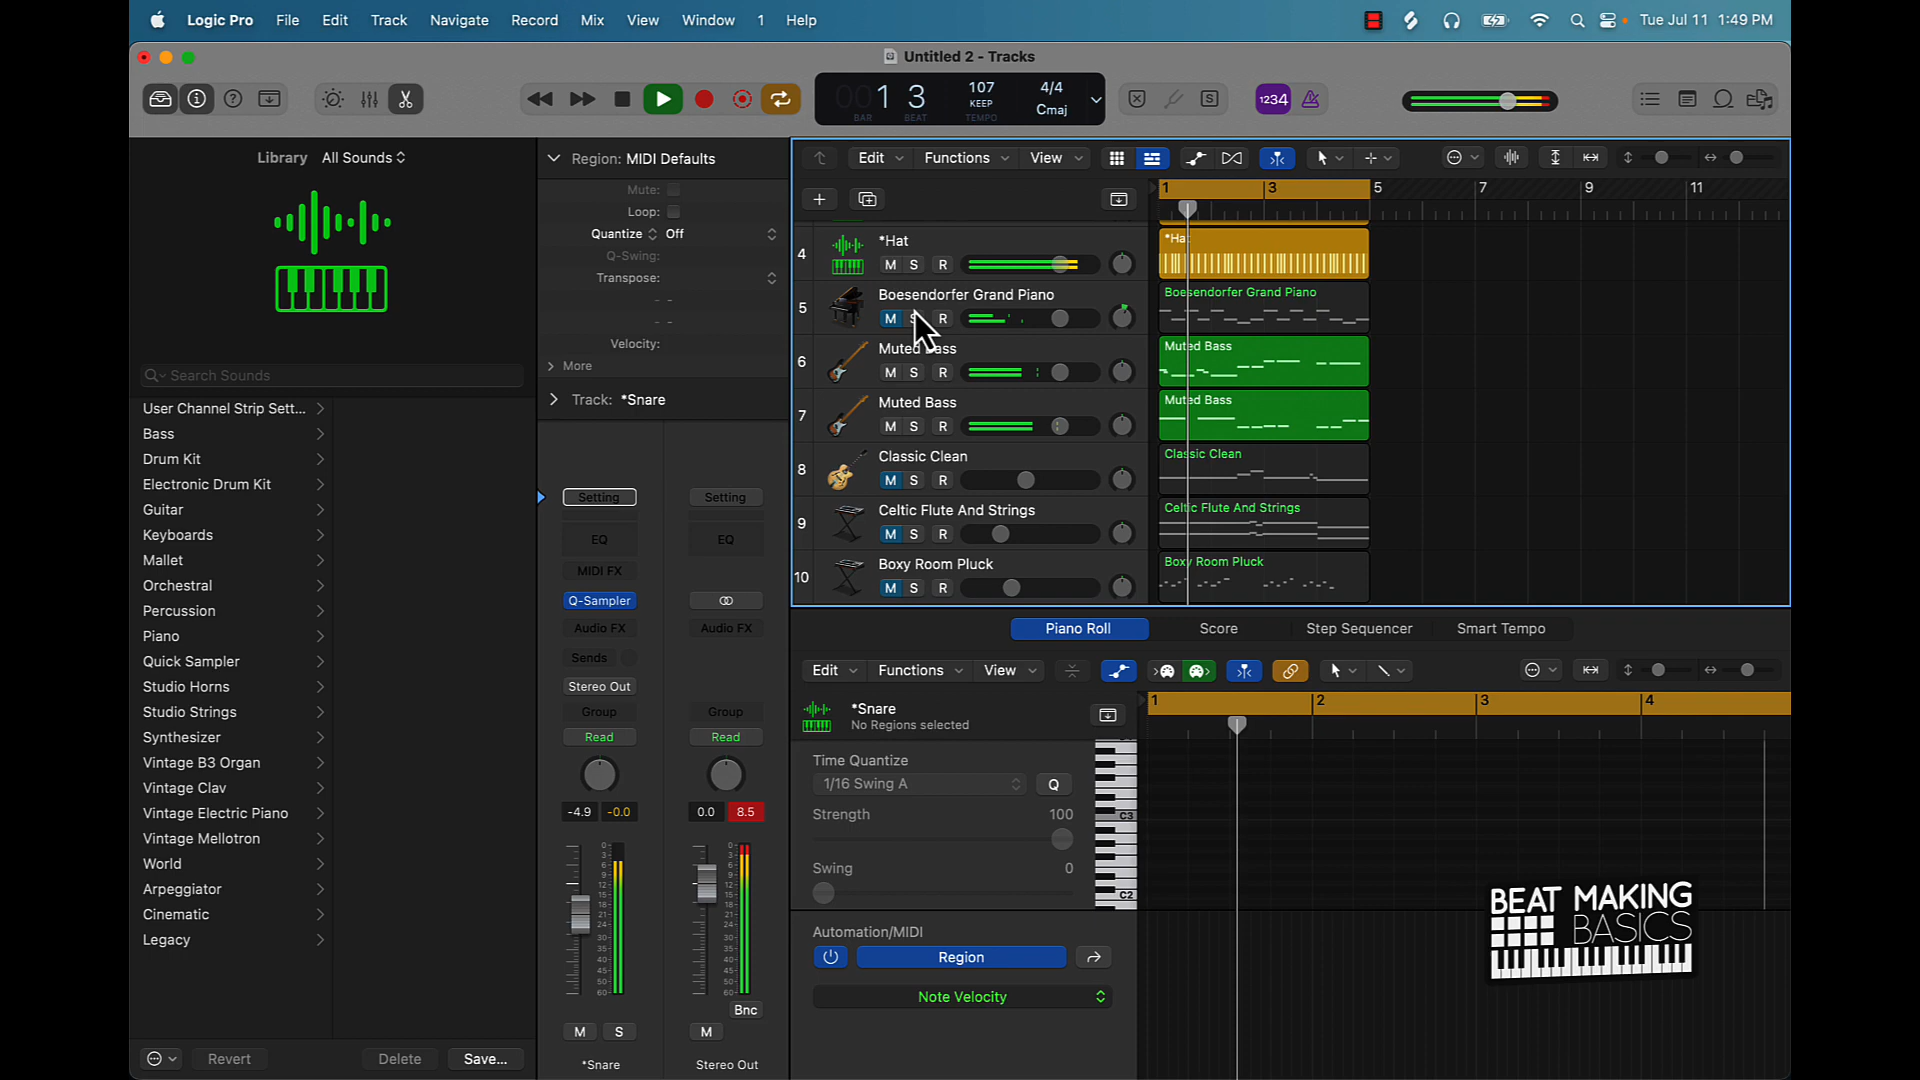 Logic Pro File Edit Track Navigate Record Mix View Window 1 Help Tue Jul 11 1:49 PM
Untitled 2 - Tracks
001 3 107 4/4
KEEP Cmaj
BAR BEAT TEMPO
1234
Library All Sounds
Region: MIDI Defaults
Edit Functions View
Mute:
Loop:
Quantize Off
Q-Swing:
Transpose:
Velocity:
More
Track: *Snare
1 3 5 7 9 11
4 *Hat
M S R
*Hat
5 Boesendorfer Grand Piano
M S R
Boesendorfer Grand Piano
6 Muted Bass
M S R
Muted Bass
7 Muted Bass
M S R
Muted Bass
8 Classic Clean
M S R
Classic Clean
9 Celtic Flute And Strings
M S R
Celtic Flute And Strings
10 Boxy Room Pluck
M S R
Boxy Room Pluck
Search Sounds
User Channel Strip Sett...
Bass
Drum Kit
Electronic Drum Kit
Guitar
Keyboards
Mallet
Orchestral
Percussion
Piano
Quick Sampler
Studio Horns
Studio Strings
Synthesizer
Vintage B3 Organ
Vintage Clav
Vintage Electric Piano
Vintage Mellotron
World
Arpeggiator
Cinematic
Legacy
Revert Delete Save...
Setting Setting
EQ EQ
MIDI FX
Q-Sampler
Audio FX Audio FX
Sends
Stereo Out
Group Group
Read Read
-4.9 -0.0 0.0 8.5
Bnc
M S M
*Snare Stereo Out
Piano Roll Score Step Sequencer Smart Tempo
Edit Functions View
*Snare
No Regions selected
1 2 3 4
Time Quantize
1/16 Swing A Q
Strength 100
Swing 0
C3
C2
Automation/MIDI
Region
Note Velocity
BEAT MAKING
BASICS